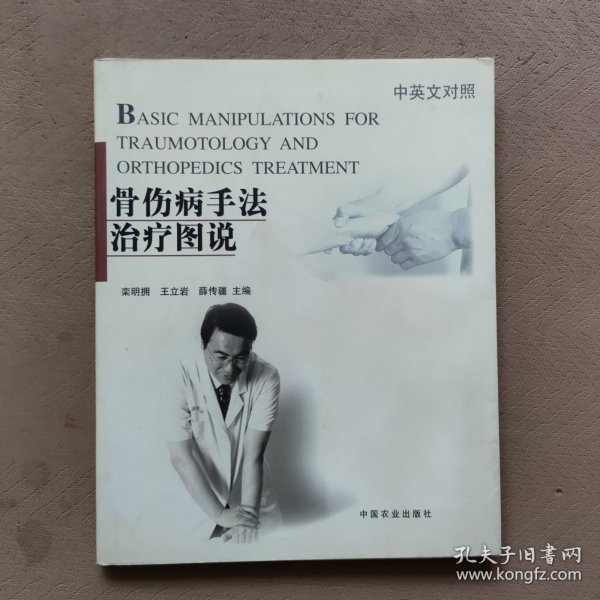 中英文对照
BASIC MANIPULATIONS FOR
TRAUMOTOLOGY AND
ORTHOPEDICS TREATMENT
骨伤病手法
治疗图说
栾明拥 王立岩 薛传疆 主编
中国农业出版社
孔夫子旧书网
www.kongfz.com